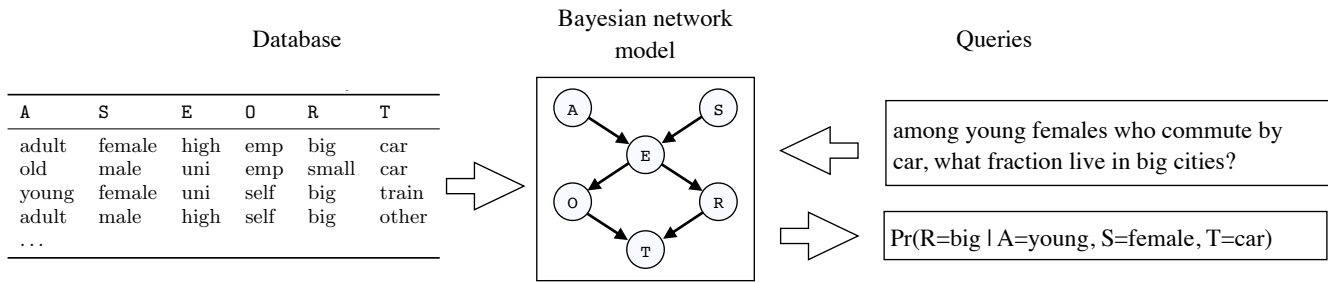 Database
Bayesian network
model
Queries
A S E O R T
adult female high emp big car
old male uni emp small car
young female uni self big train
adult male high self big other
...
A S
E
O R
T
among young females who commute by
car, what fraction live in big cities?
Pr(R=big | A=young, S=female, T=car)